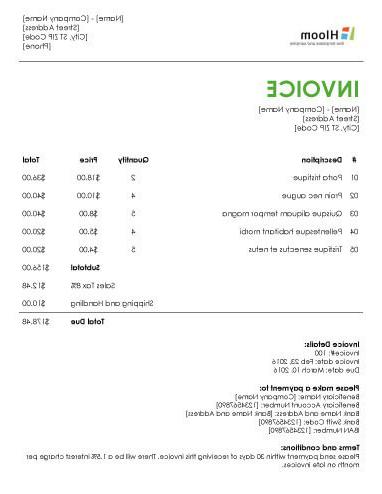 Hloom
[Name] - [Company Name]
[Street Address]
[City, ST ZIP Code]
[Phone]
INVOICE
[Name] - [Company Name]
[Street Address]
[City, ST ZIP Code]
# Description Quantity Price Total
01 Porta tristique 2 $18.00 $36.00
02 Proin nec augue 4 $10.00 $40.00
03 Quisque aliquam tempor magna 5 $8.00 $40.00
04 Pellentesque habitant morbi 4 $5.00 $20.00
05 Tristique senectus et netus 5 $4.00 $20.00
Subtotal $156.00
Sales Tax 8% $12.48
Shipping and Handling $10.00
Total Due $178.48
Invoice Details:
Invoice#: 100
Invoice date: Feb 23, 2016
Due date: March 10, 2016
Please make a payment to:
Beneficiary Name: [Company Name]
Beneficiary Account Number: [1234567890]
Bank Name and Address: [Bank Name and Address]
Bank Swift Code: [1234567890]
IBAN Number: [1234567890]
Terms and conditions:
Please send payment within 30 days of receiving this invoice. There will be a 1.5% interest charge per
month on late invoices.